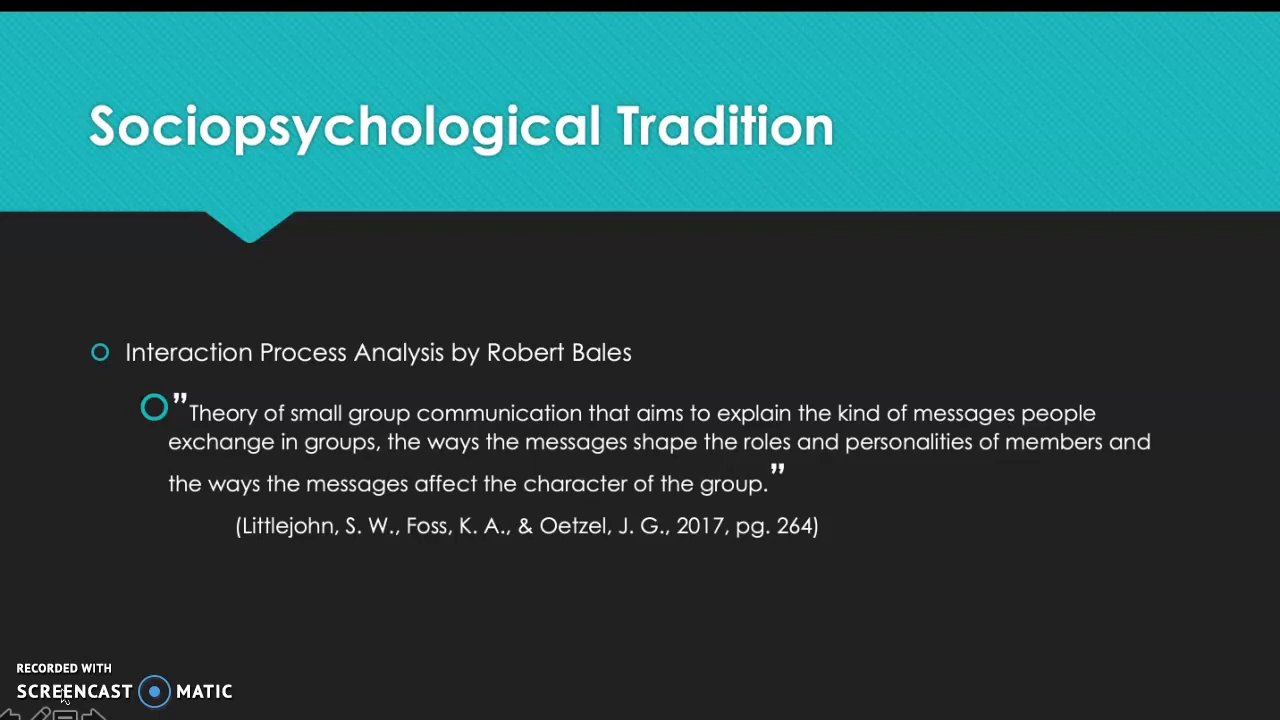 Sociopsychological Tradition
Interaction Process Analysis by Robert Bales
”Theory of small group communication that aims to explain the kind of messages people
exchange in groups, the ways the messages shape the roles and personalities of members and
the ways the messages affect the character of the group.”
(Littlejohn, S. W., Foss, K. A., & Oetzel, J. G., 2017, pg. 264)
RECORDED WITH
SCREENCAST MATIC